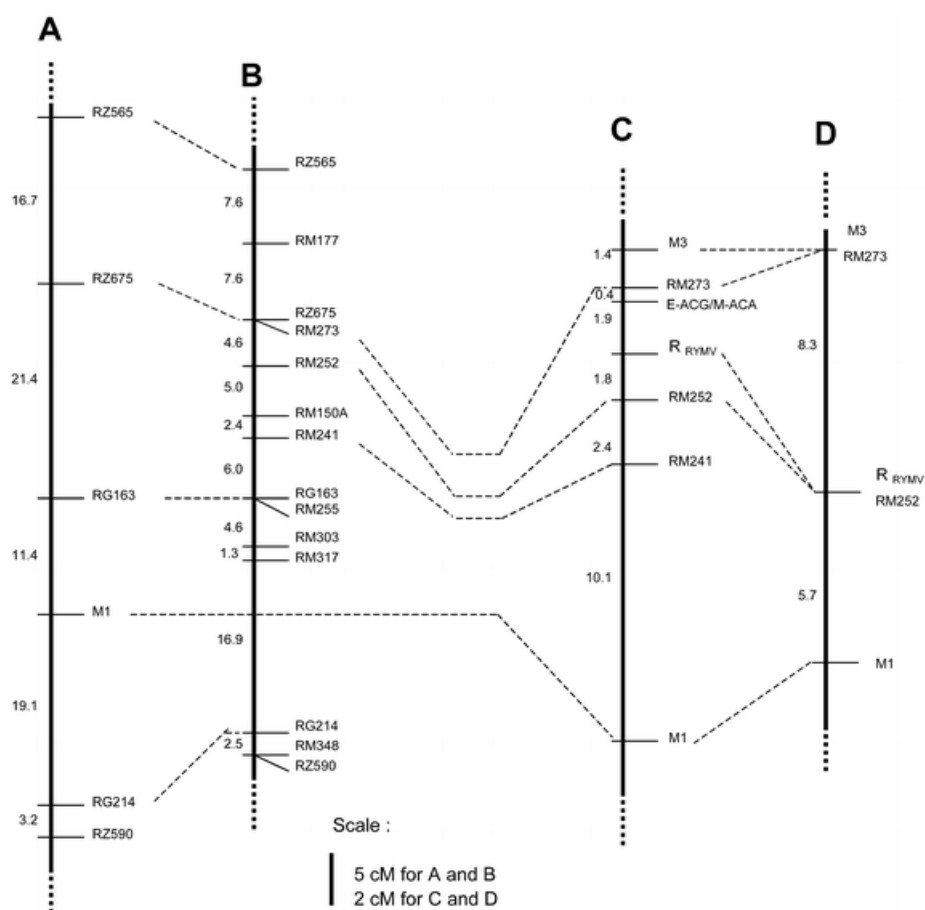 A
RZ565
16.7
RZ675
21.4
RG163
11.4
M1
19.1
RG214
3.2
RZ590
B
RZ565
7.6
RM177
7.6
RZ675
RM273
4.6
RM252
5.0
RM150A
2.4
RM241
6.0
RG163
RM255
4.6
RM303
1.3
RM317
16.9
RG214
2.5
RM348
RZ590
C
M3
1.4
RM273
0.4
E-ACG/M-ACA
1.9
R RYMV
1.8
RM252
2.4
RM241
10.1
M1
D
M3
RM273
8.3
R RYMV
RM252
5.7
M1
Scale :
5 cM for A and B
2 cM for C and D